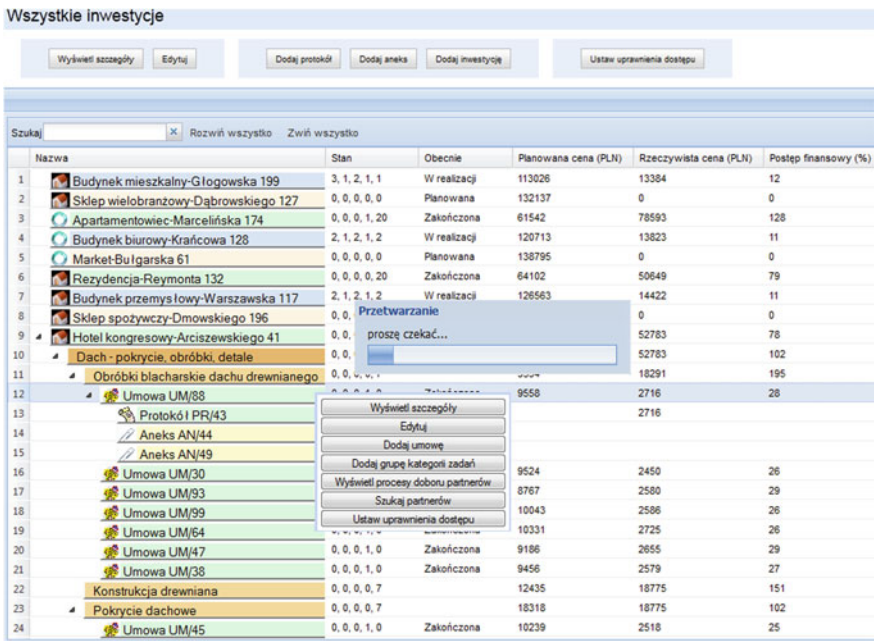 Wszystkie inwestycje
Wyświetl szczegóły Edytuj Dodaj protokół Dodaj aneks Dodaj inwestycję Ustaw uprawnienia dostępu
Szukaj Rozwiń wszystko Zwiń wszystko
Nazwa Stan Obecnie Planowana cena (PLN) Rzeczywista cena (PLN) Postęp finansowy (%)
1 Budynek mieszkalny-Głogowska 199 3, 1, 2, 1, 1 W realizacji 113026 13384 12
2 Sklep wielobranżowy-Dąbrowskiego 127 0, 0, 0, 0, 0 Planowana 132137 0 0
3 Apartamentowiec-Marcelińska 174 0, 0, 0, 1, 20 Zakończona 61542 78593 128
4 Budynek biurowy-Krańcowa 128 2, 1, 2, 1, 2 W realizacji 120713 13823 11
5 Market-Bułgarska 61 0, 0, 0, 0, 0 Planowana 138795 0 0
6 Rezydencja-Reymonta 132 0, 0, 0, 0, 20 Zakończona 64102 50649 79
7 Budynek przemysłowy-Warszawska 117 2, 1, 2, 1, 2 W realizacji 126563 14422 11
8 Sklep spożywczy-Dmowskiego 196 0, 0, 0 0
Przetwarzanie
proszę czekać...
9 Hotel kongresowy-Arciszewskiego 41 0, 0, 52783 78
10 Dach - pokrycie, obróbki, detale 0, 0, 52783 102
11 Obróbki blacharskie dachu drewnianego 18291 195
12 Umowa UM/88 9558 2716 28
13 Protokół PR/43 2716
14 Aneks AN/44
15 Aneks AN/49
Wyświetl szczegóły
Edytuj
Dodaj umowę
Dodaj grupę kategorii zadań
Wyświetl procesy doboru partnerów
Szukaj partnerów
Ustaw uprawnienia dostępu
16 Umowa UM/30 9524 2450 26
17 Umowa UM/93 8767 2580 29
18 Umowa UM/99 10043 2586 26
19 Umowa UM/64 10331 2725 26
20 Umowa UM/47 0, 0, 0, 1, 0 Zakończona 9186 2655 29
21 Umowa UM/38 0, 0, 0, 1, 0 Zakończona 9456 2579 27
22 Konstrukcja drewniana 0, 0, 0, 0, 7 12435 18775 151
23 Pokrycie dachowe 0, 0, 0, 0, 7 18318 18775 102
24 Umowa UM/45 0, 0, 0, 1, 0 Zakończona 10239 2518 25